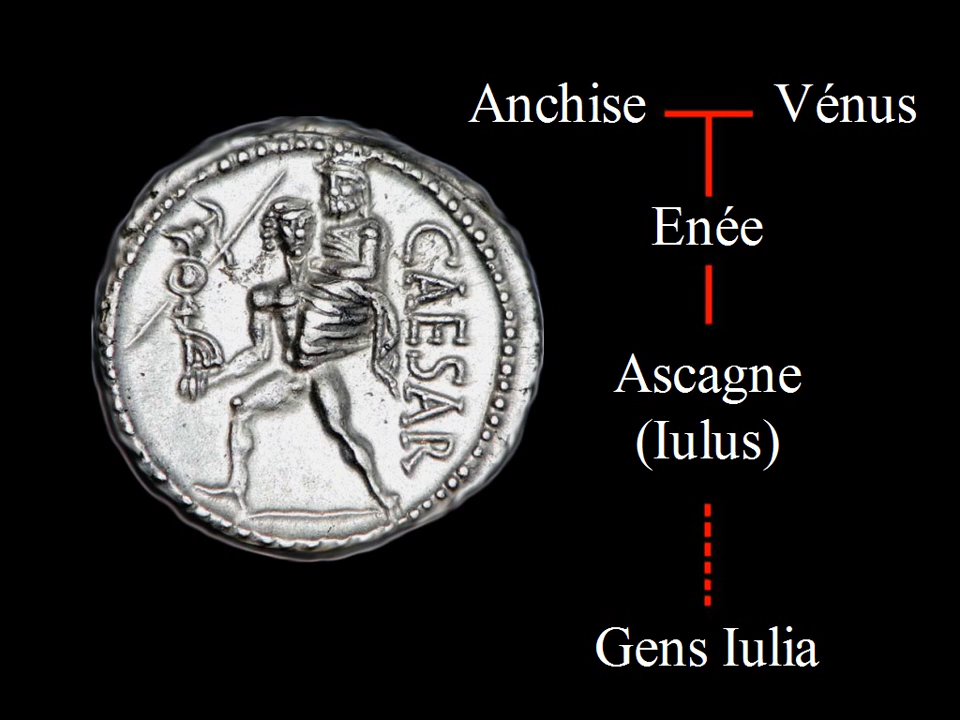 Anchise Vénus
Enée
CAESAR
Ascagne
(Iulus)
Gens Iulia